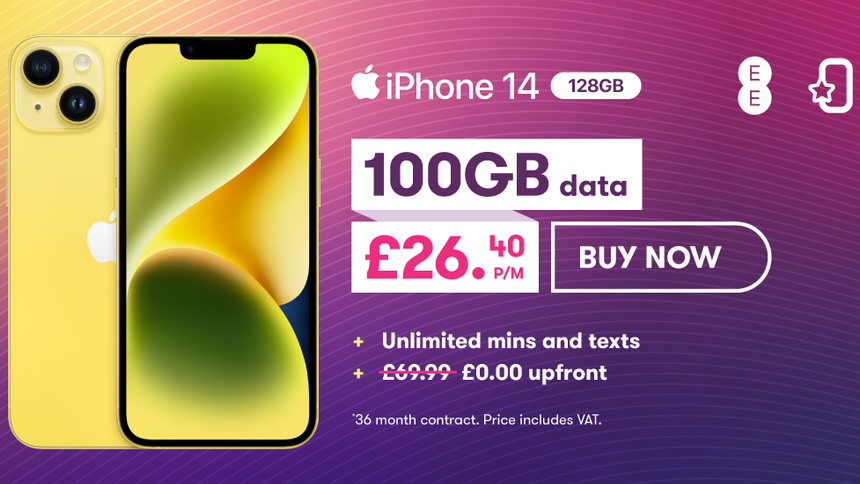 iPhone 14 128GB
EE
100GB data
£26.40 P/M
BUY NOW
+ Unlimited mins and texts
+ £69.99 £0.00 upfront
*36 month contract. Price includes VAT.